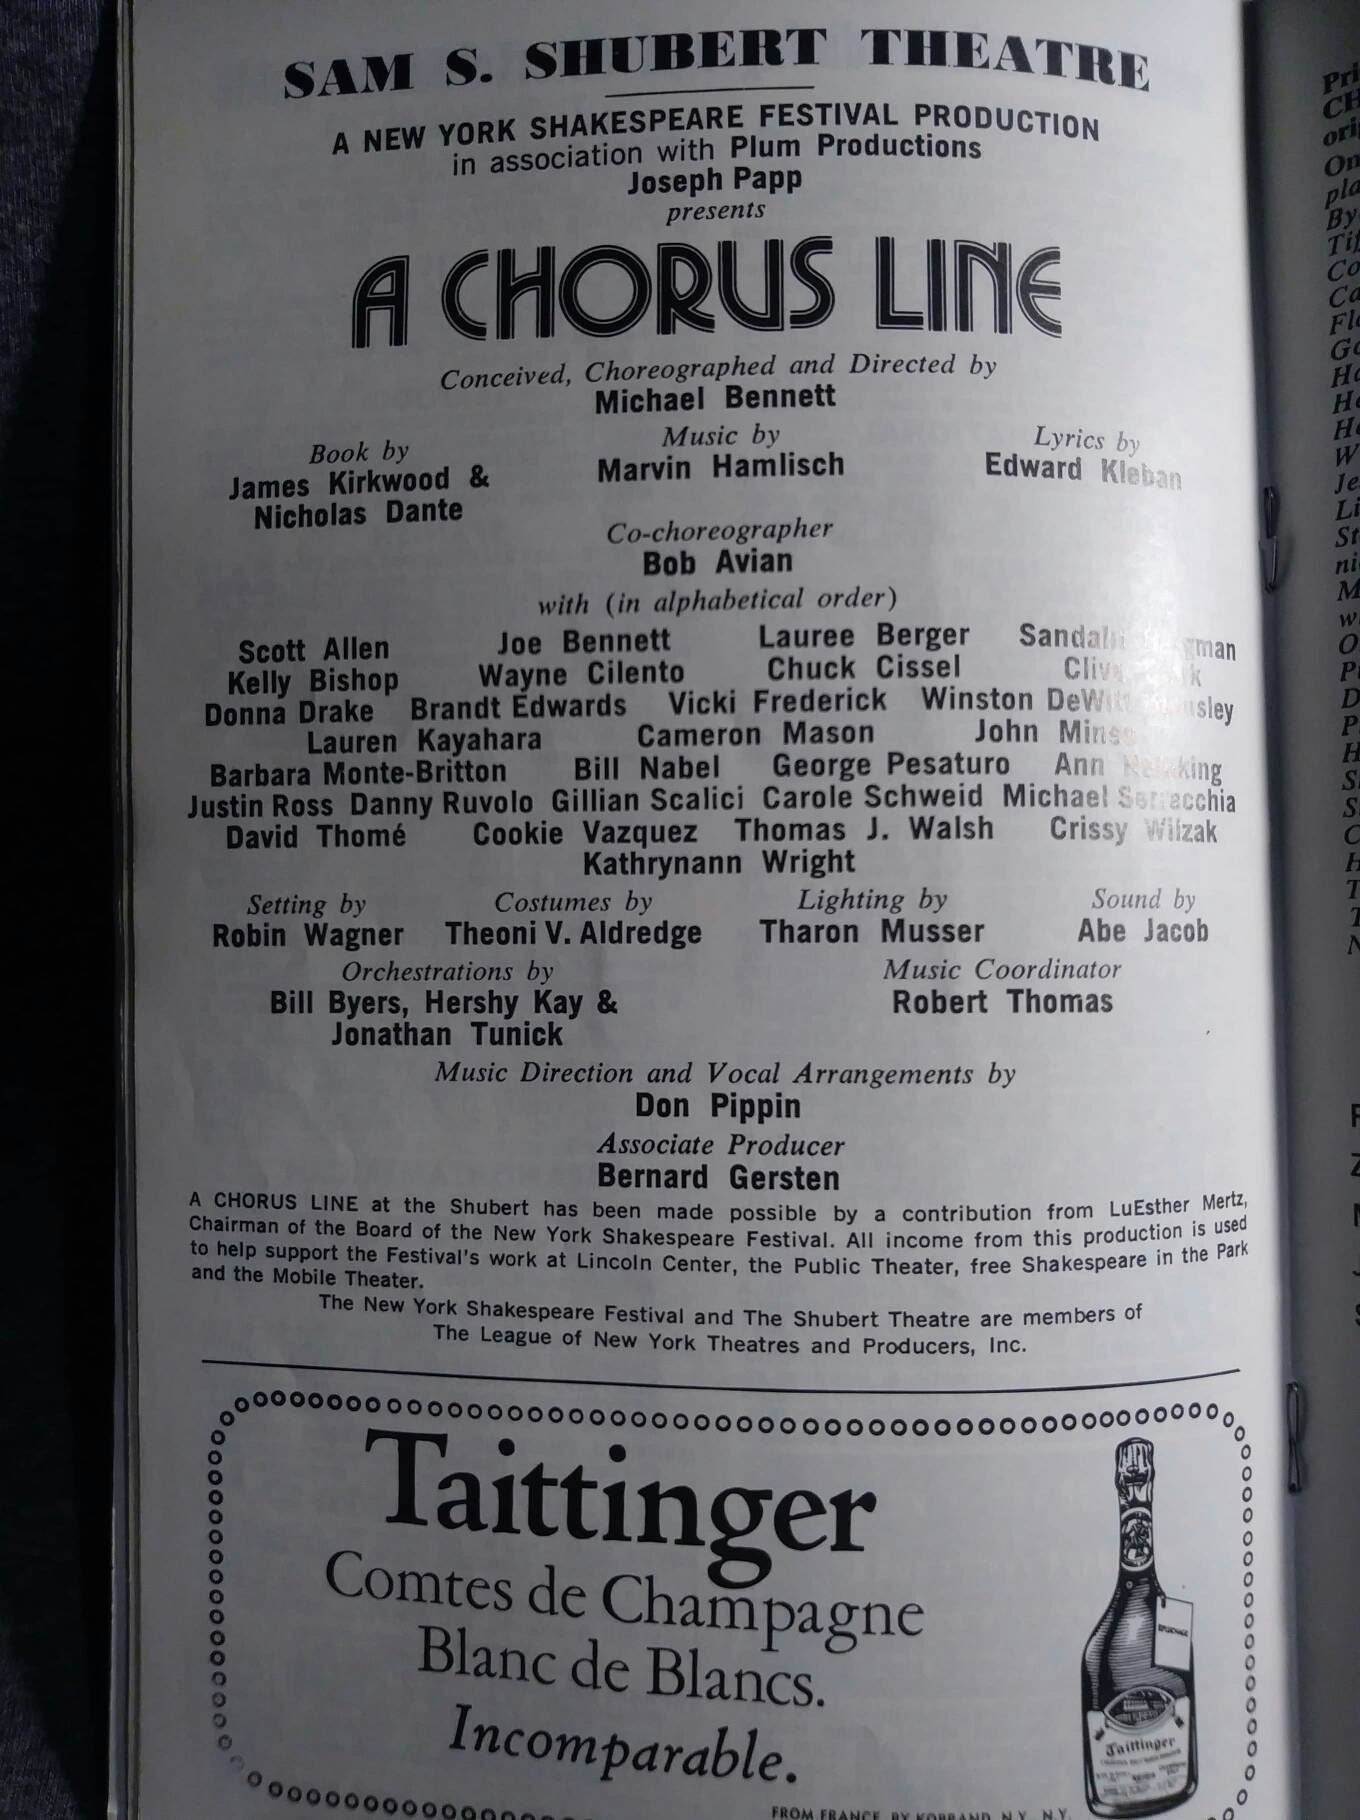 SAM S. SHUBERT THEATRE
A NEW YORK SHAKESPEARE FESTIVAL PRODUCTION
in association with Plum Productions
Joseph Papp
presents
A CHORUS LINE
Conceived, Choreographed and Directed by
Michael Bennett
Book by
James Kirkwood &
Nicholas Dante
Music by
Marvin Hamlisch
Lyrics by
Edward Kleban
Co-choreographer
Bob Avian
with (in alphabetical order)
Scott Allen Joe Bennett Lauree Berger
Kelly Bishop Wayne Cilento Chuck Cissel
Donna Drake Brandt Edwards Vicki Frederick Winston
Lauren Kayahara Cameron Mason John
Barbara Monte-Britton Bill Nabel George Pesaturo Ann
Justin Ross Danny Ruvolo Gillian Scalici Carole Schweid Michael
David Thomé Cookie Vazquez Thomas J. Walsh Crissy Wilzak
Kathrynann Wright
Setting by
Robin Wagner
Costumes by
Theoni V. Aldredge
Lighting by
Tharon Musser
Sound by
Abe Jacob
Orchestrations by
Bill Byers, Hershy Kay &
Jonathan Tunick
Music Coordinator
Robert Thomas
Music Direction and Vocal Arrangements by
Don Pippin
Associate Producer
Bernard Gersten
A CHORUS LINE at the Shubert has been made possible by a contribution from LuEsther Mertz,
Chairman of the Board of the New York Shakespeare Festival. All income from this production is used
to help support the Festival's work at Lincoln Center, the Public Theater, free Shakespeare in the Park
and the Mobile Theater.
The New York Shakespeare Festival and The Shubert Theatre are members of
The League of New York Theatres and Producers, Inc.
Taittinger
Comtes de Champagne
Blanc de Blancs.
Incomparable.
Taittinger
FROM FRANCE BY KOBRAND, N.Y., N.Y.